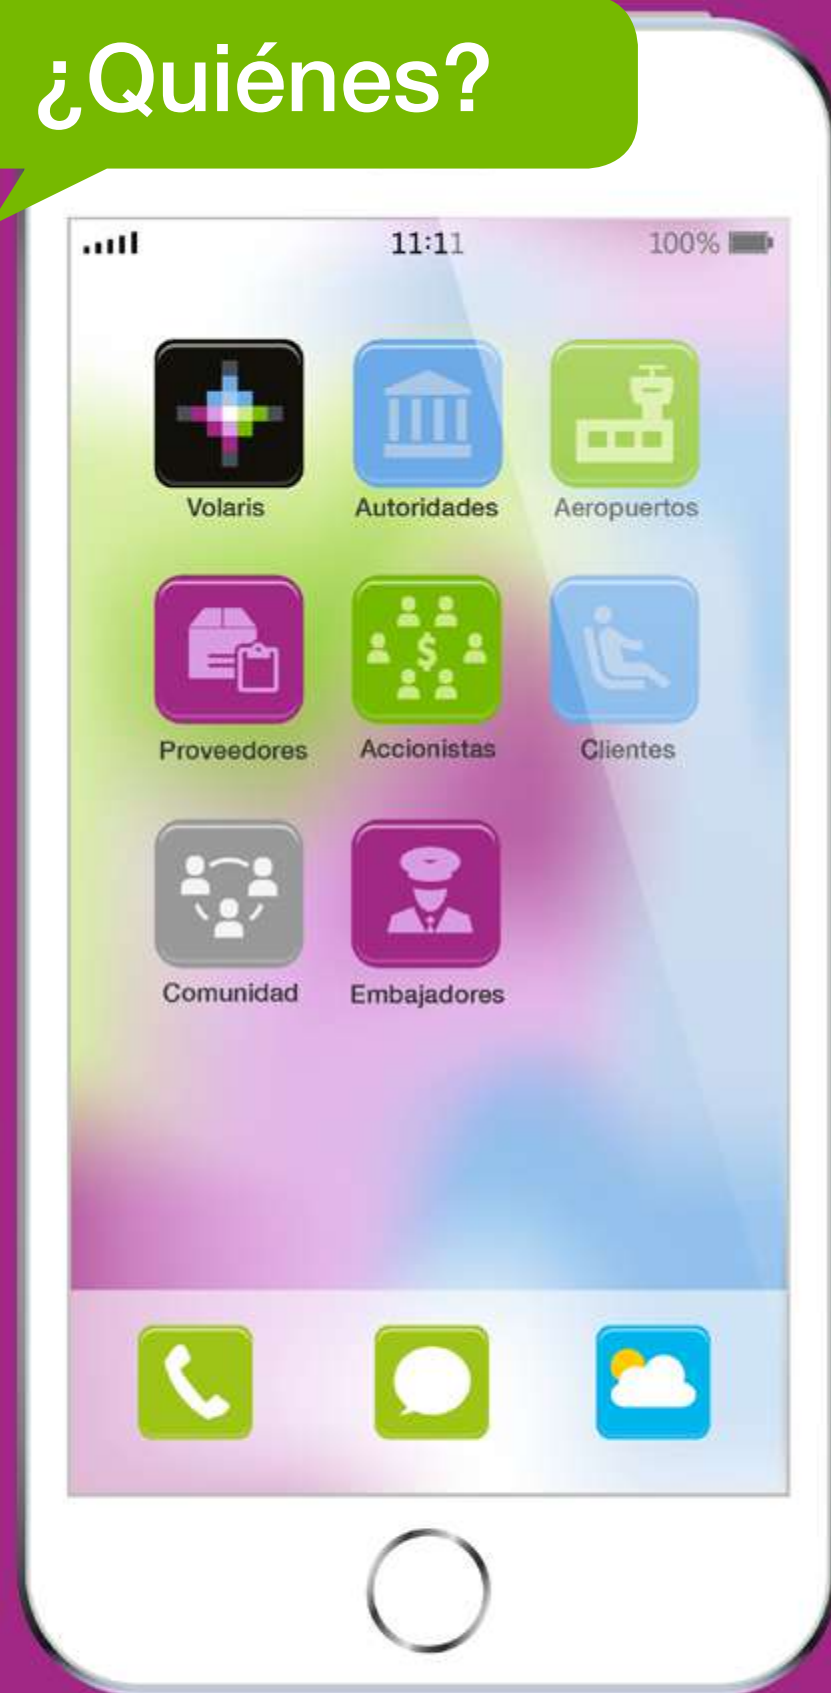 ¿Quiénes?
11:11 100%
Volaris Autoridades Aeropuertos
$
Proveedores Accionistas Clientes
Comunidad Embajadores